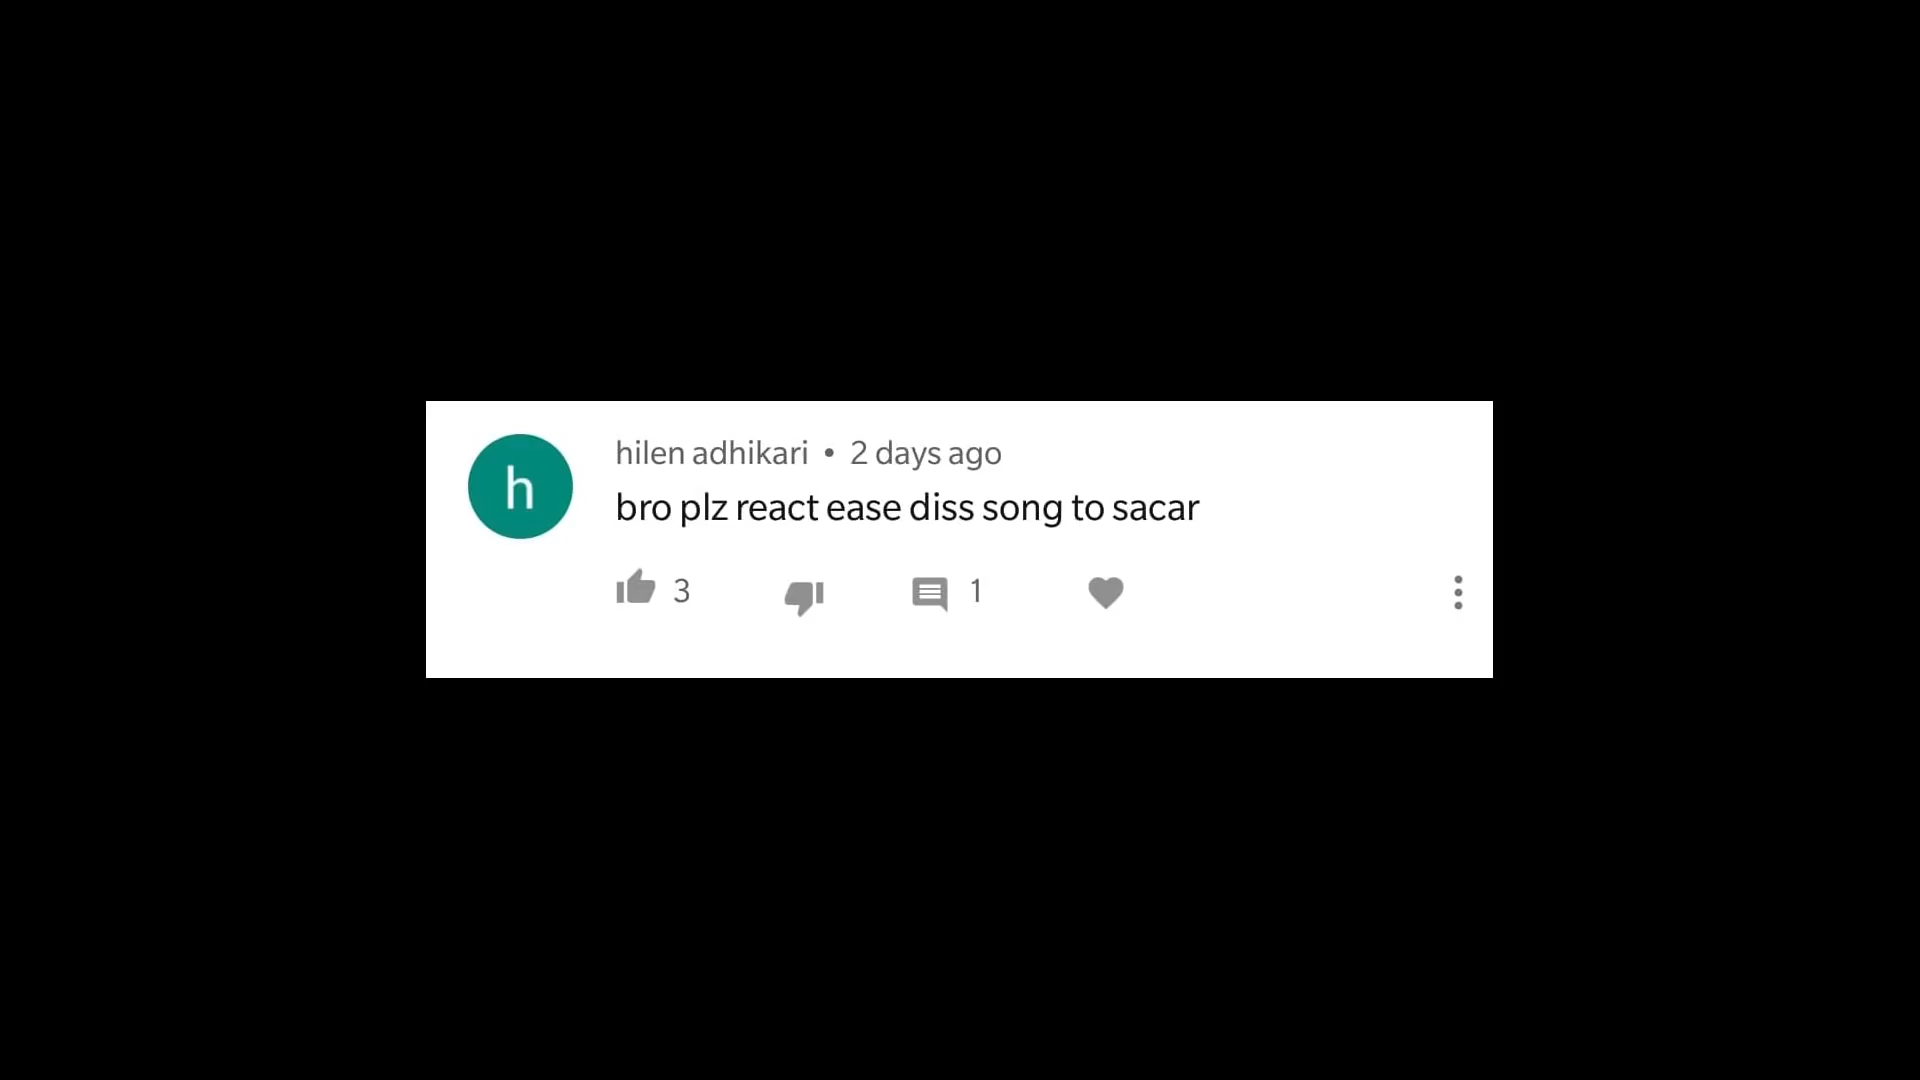 h
hilen adhikari • 2 days ago
bro plz react ease diss song to sacar
3 1